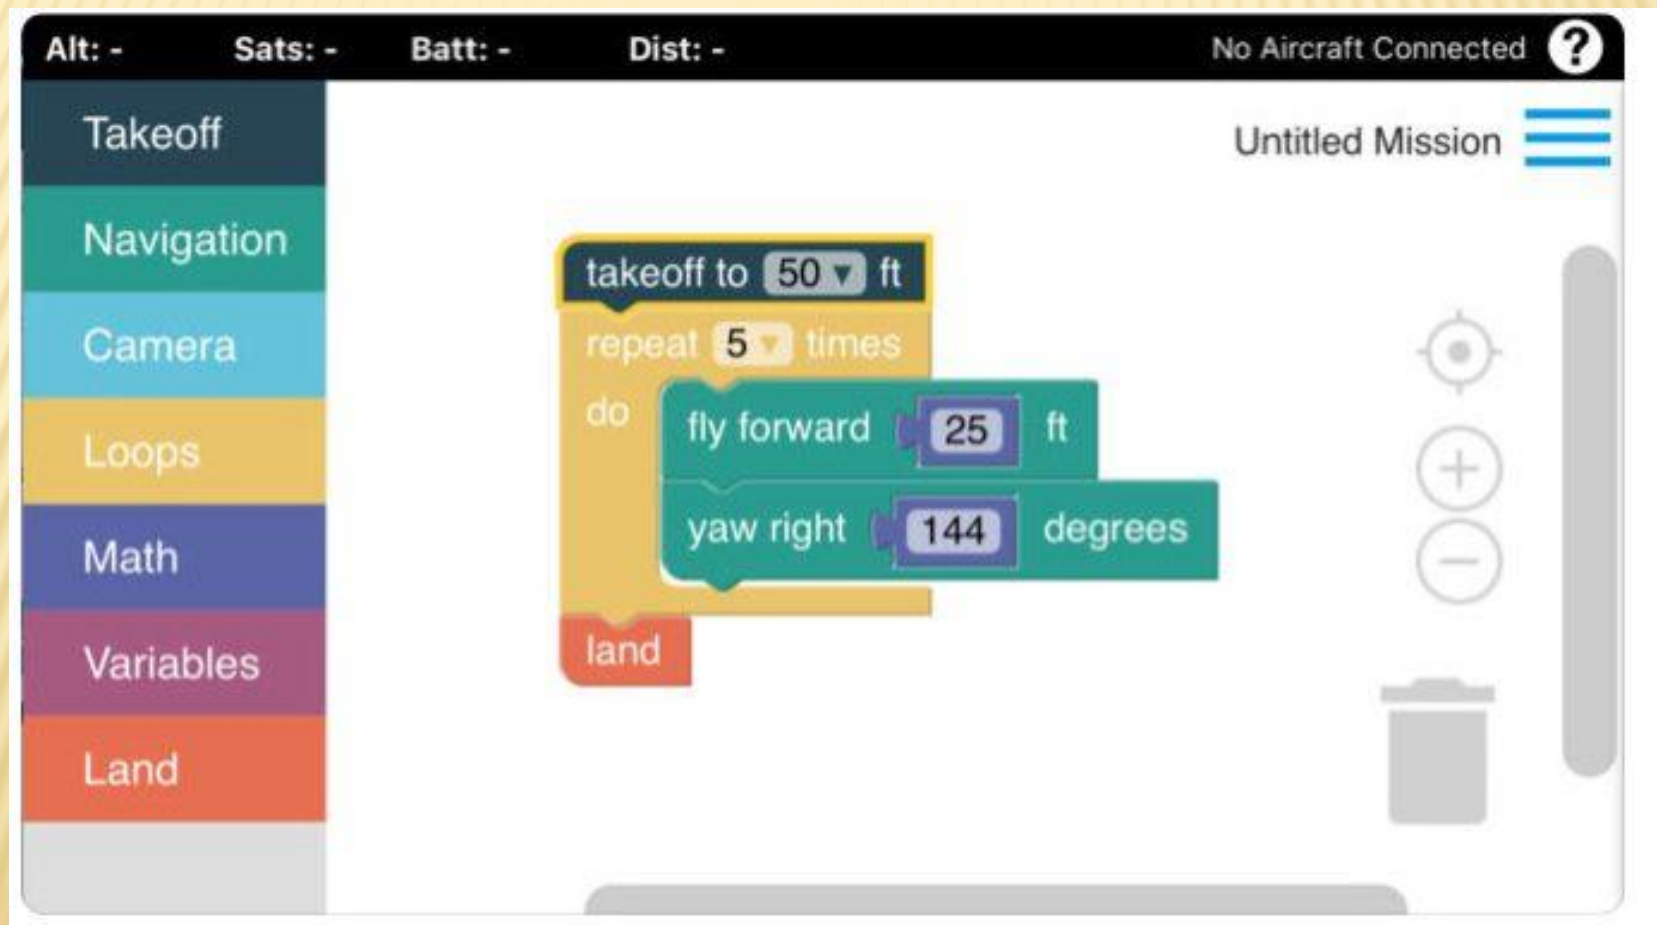 Alt: - Sats: - Batt: - Dist: - No Aircraft Connected ?
Untitled Mission
Takeoff
Navigation
Camera
Loops
Math
Variables
Land
takeoff to 50 ▾ ft
repeat 5 ▾ times
do
fly forward 25 ft
yaw right 144 degrees
land